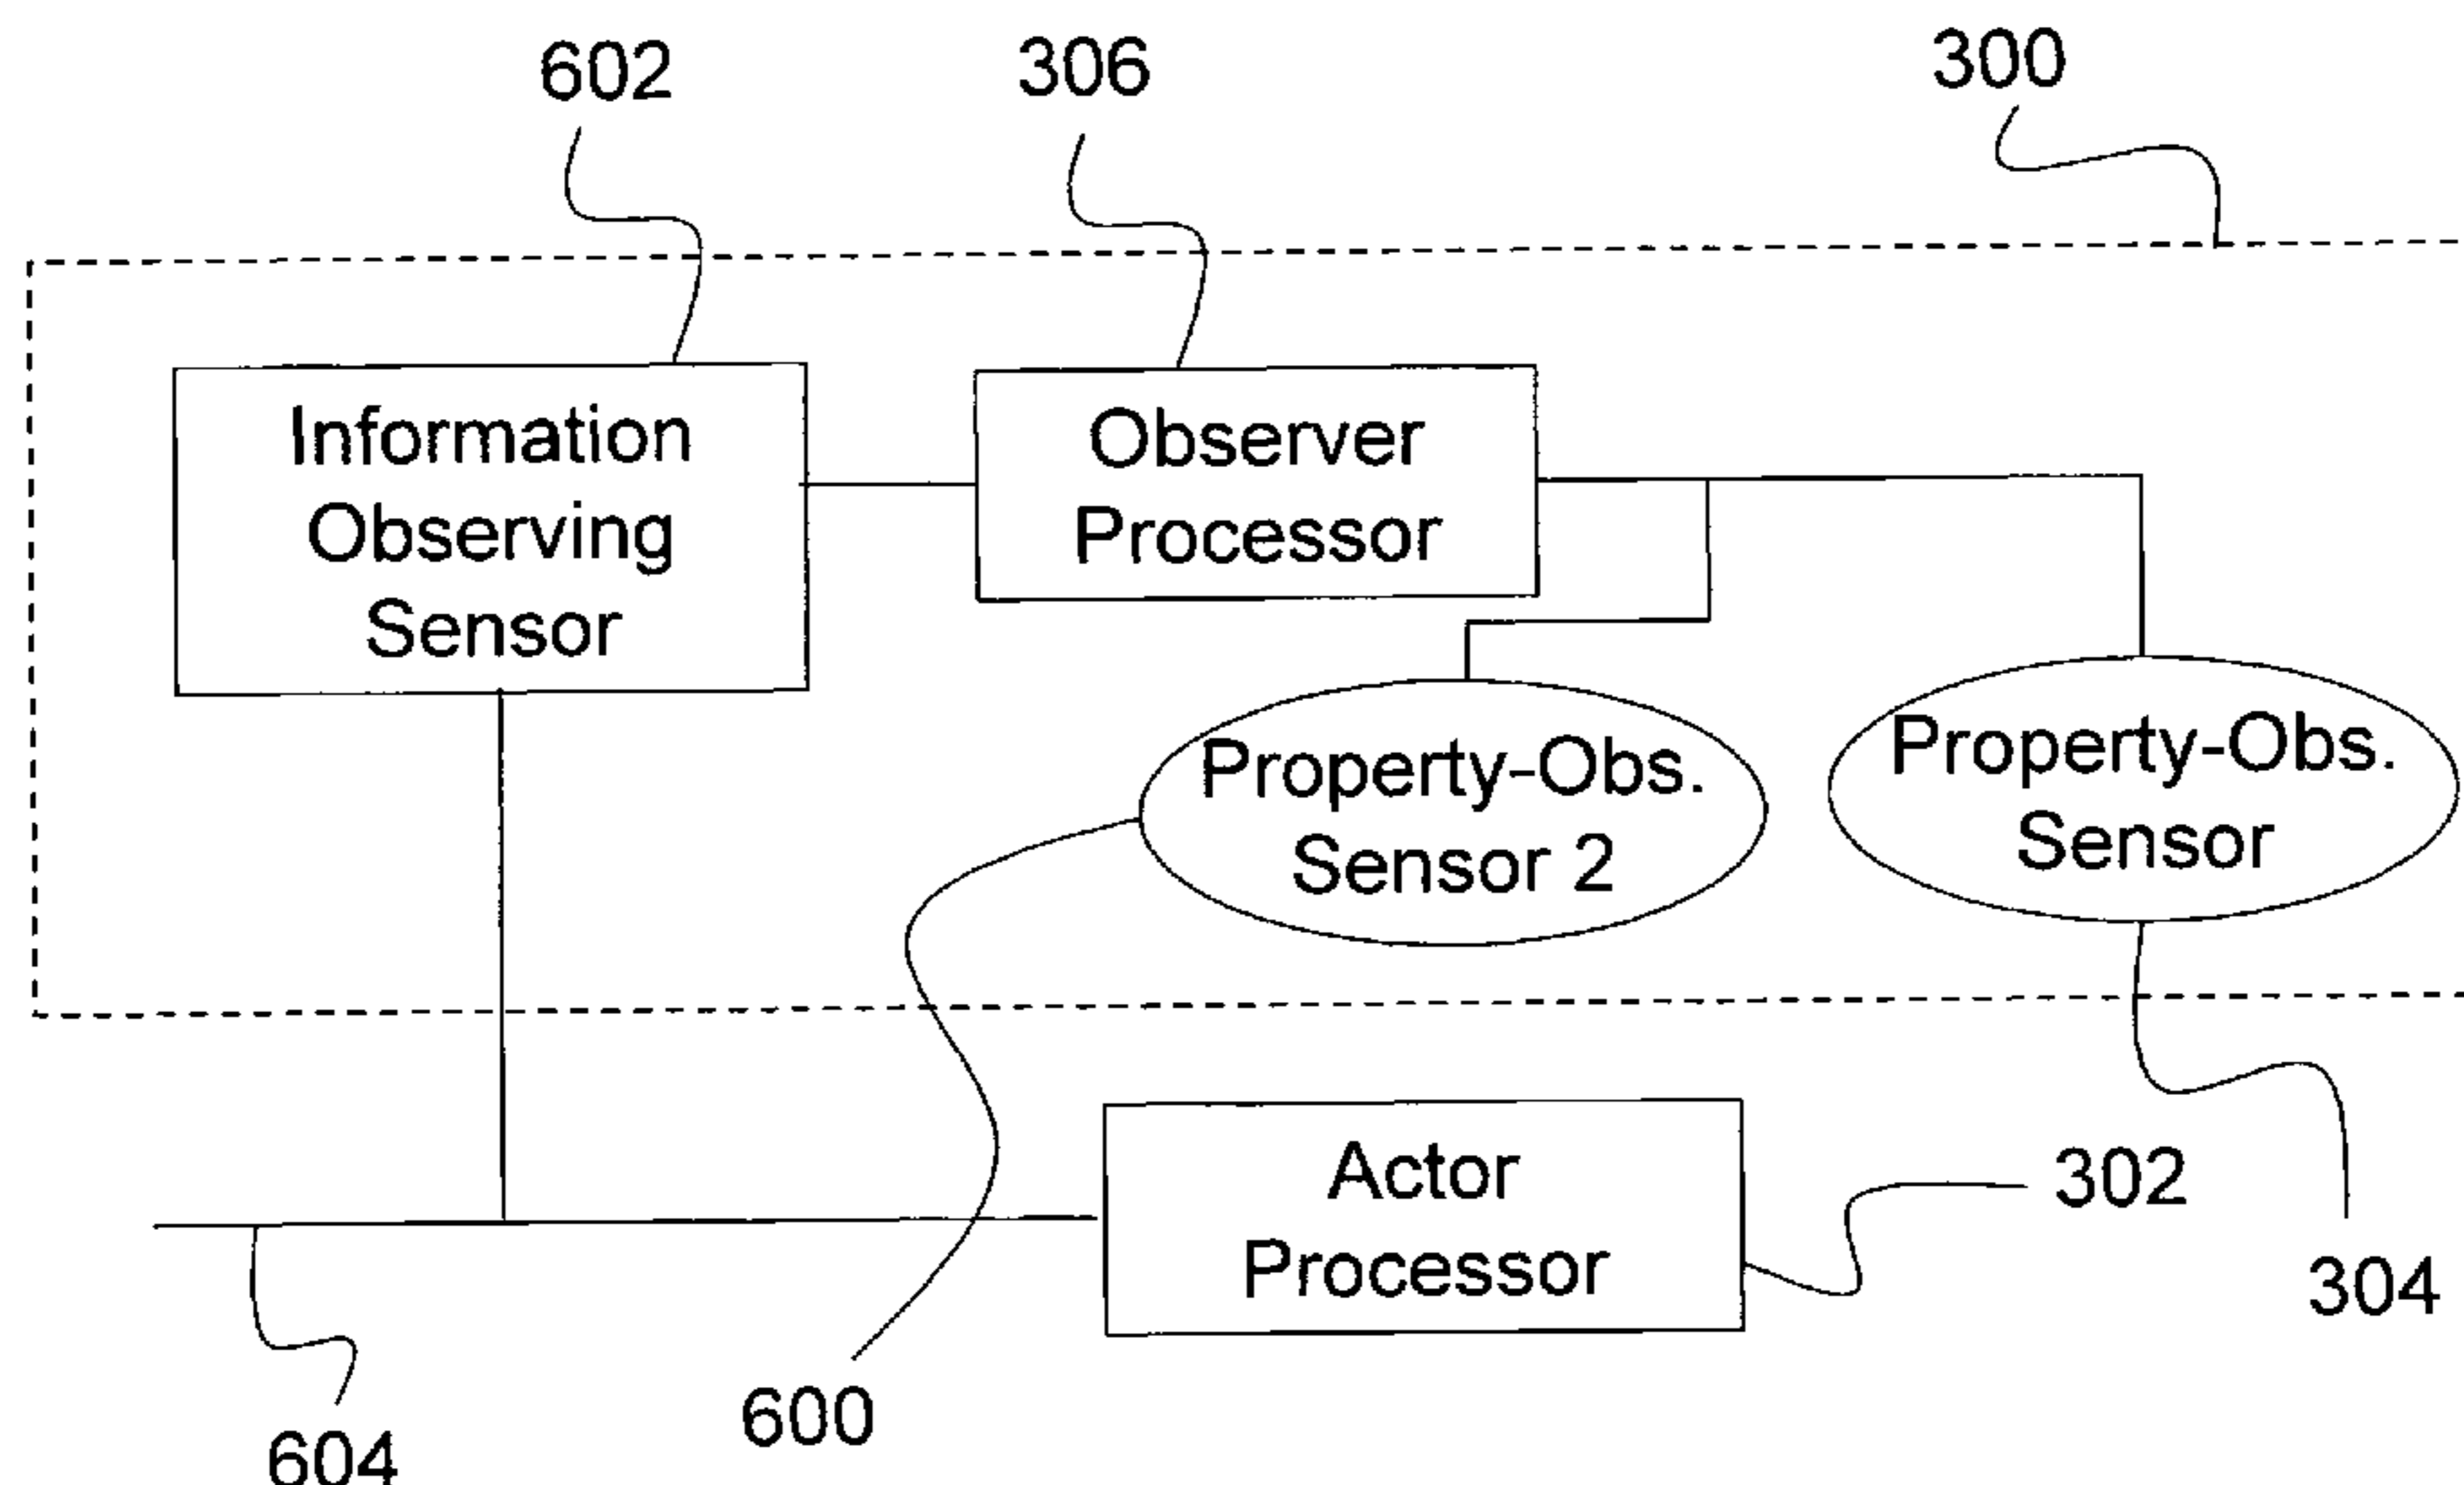 602
306
300
Information
Observing
Sensor
Observer
Processor
Property-Obs.
Sensor 2
Property-Obs.
Sensor
Actor
Processor
302
304
600
604